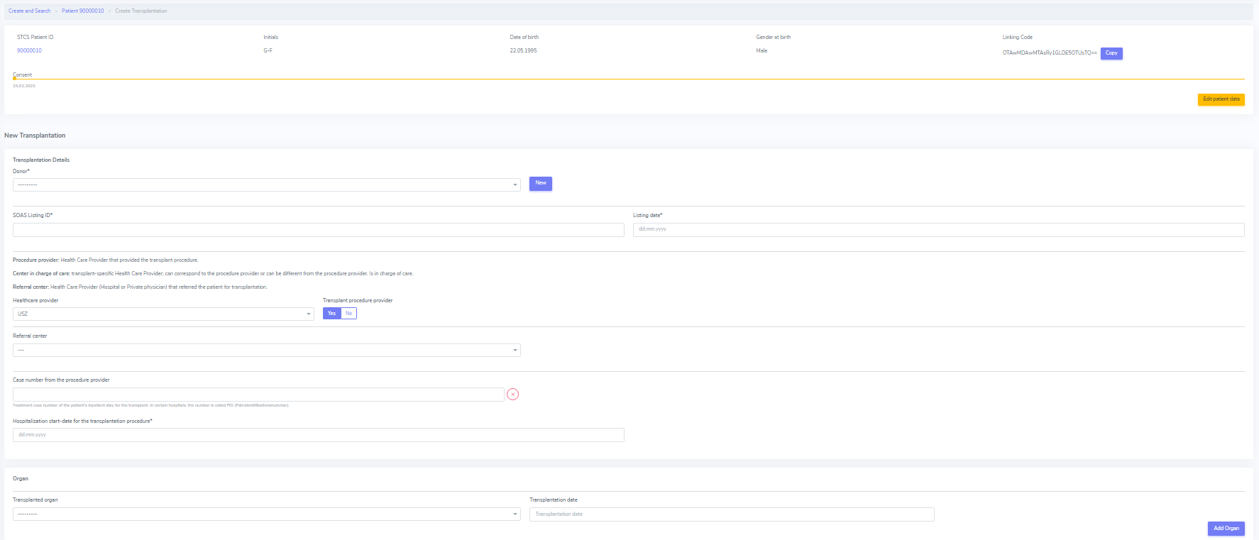 Create and Search - Patient 90000010 / Create Transplantation
STCS Patient ID Initials Date of birth Gender at birth Linking Code
90000010 G-F 22.05.1995 Male Copy
Consent
Edit patient data
New Transplantation
Transplantation Details
Donor*
---------- New
SOAS Listing ID* Listing date*
dd.mm.yyyy
Procedure provider: Health Care Provider that provided the transplant procedure.
Center in charge of care: transplant-specific Health Care Provider; can correspond to the procedure provider or can be different from the procedure provider. Is in charge of care.
Referral center: Health Care Provider (Hospital or Private physician) that referred the patient for transplantation.
Healthcare provider Transplant procedure provider
USZ Yes No
Referral center
---
Case number from the procedure provider
Treatment case number of the patient's inpatient stay for the transplant. In certain hospitals, this number is called PID
Hospitalization start-date for this transplantation procedure*
dd.mm.yyyy
Organ
Transplanted organ Transplantation date
---------- Transplantation date
Add Organ